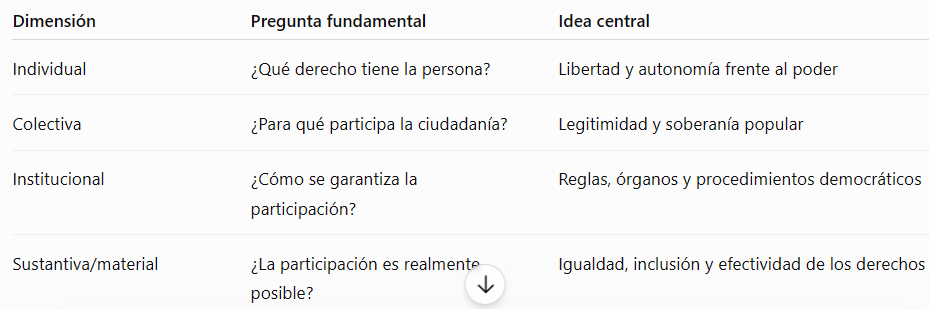 Dimensión Pregunta fundamental Idea central
Individual ¿Qué derecho tiene la persona? Libertad y autonomía frente al poder
Colectiva ¿Para qué participa la ciudadanía? Legitimidad y soberanía popular
Institucional ¿Cómo se garantiza la Reglas, órganos y procedimientos democráticos
participación?
Sustantiva/material ¿La participación es realmente Igualdad, inclusión y efectividad de los derechos
posible?